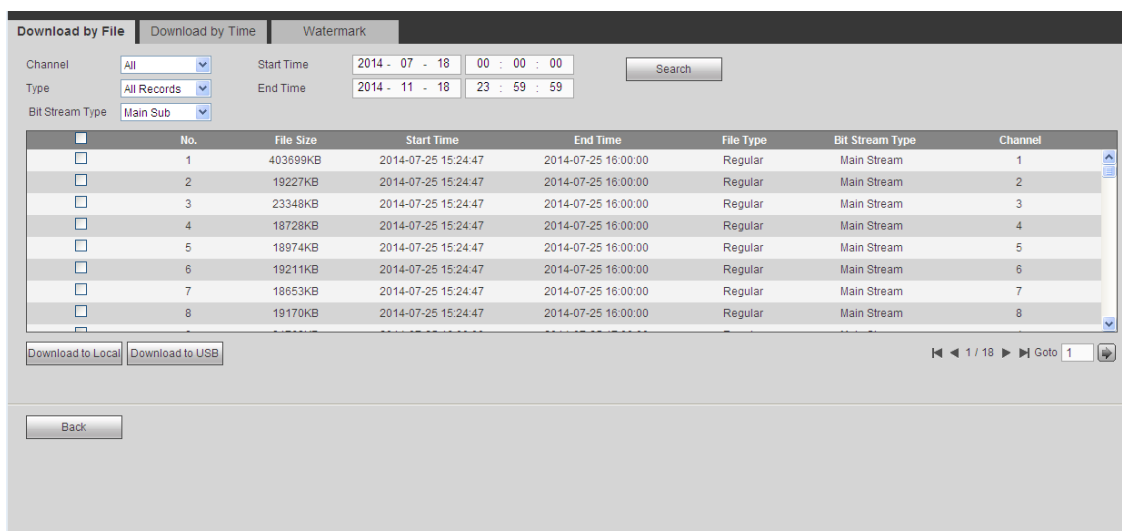 Download by File Download by Time Watermark
Channel All Start Time 2014 - 07 - 18 00 : 00 : 00 Search
Type All Records End Time 2014 - 11 - 18 23 : 59 : 59
Bit Stream Type Main Sub
No. File Size Start Time End Time File Type Bit Stream Type Channel
1 403699KB 2014-07-25 15:24:47 2014-07-25 16:00:00 Regular Main Stream 1
2 19227KB 2014-07-25 15:24:47 2014-07-25 16:00:00 Regular Main Stream 2
3 23348KB 2014-07-25 15:24:47 2014-07-25 16:00:00 Regular Main Stream 3
4 18728KB 2014-07-25 15:24:47 2014-07-25 16:00:00 Regular Main Stream 4
5 18974KB 2014-07-25 15:24:47 2014-07-25 16:00:00 Regular Main Stream 5
6 19211KB 2014-07-25 15:24:47 2014-07-25 16:00:00 Regular Main Stream 6
7 18653KB 2014-07-25 15:24:47 2014-07-25 16:00:00 Regular Main Stream 7
8 19170KB 2014-07-25 15:24:47 2014-07-25 16:00:00 Regular Main Stream 8
Download to Local Download to USB 1 / 18 Goto 1
Back